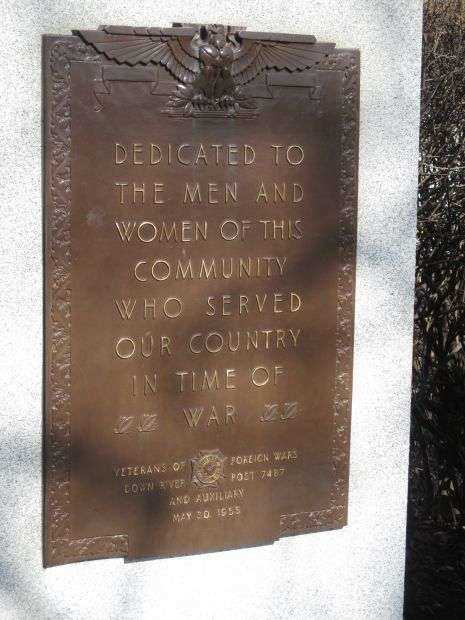 DEDICATED TO
THE MEN AND
WOMEN OF THIS
COMMUNITY
WHO SERVED
OUR COUNTRY
IN TIME OF
WAR
VETERANS OF FOREIGN WARS
DOWN RIVER POST 7487
AND AUXILIARY
MAY 30, 1955